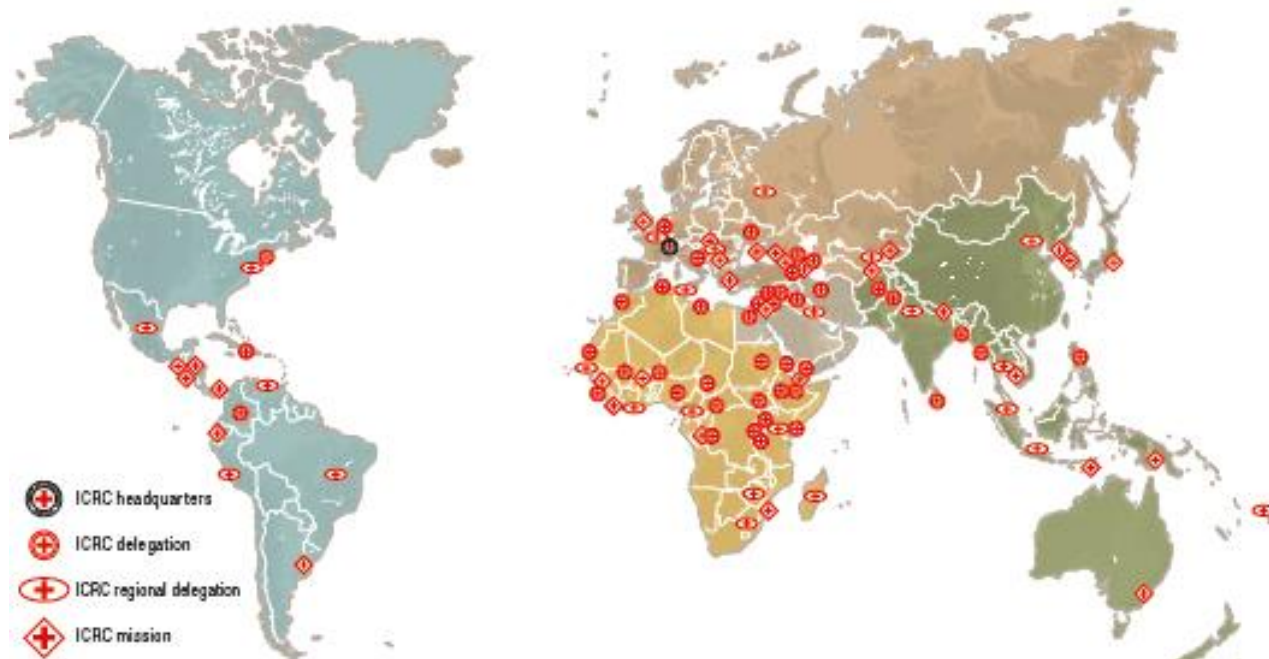 ICRC headquarters
ICRC delegation
ICRC regional delegation
ICRC mission